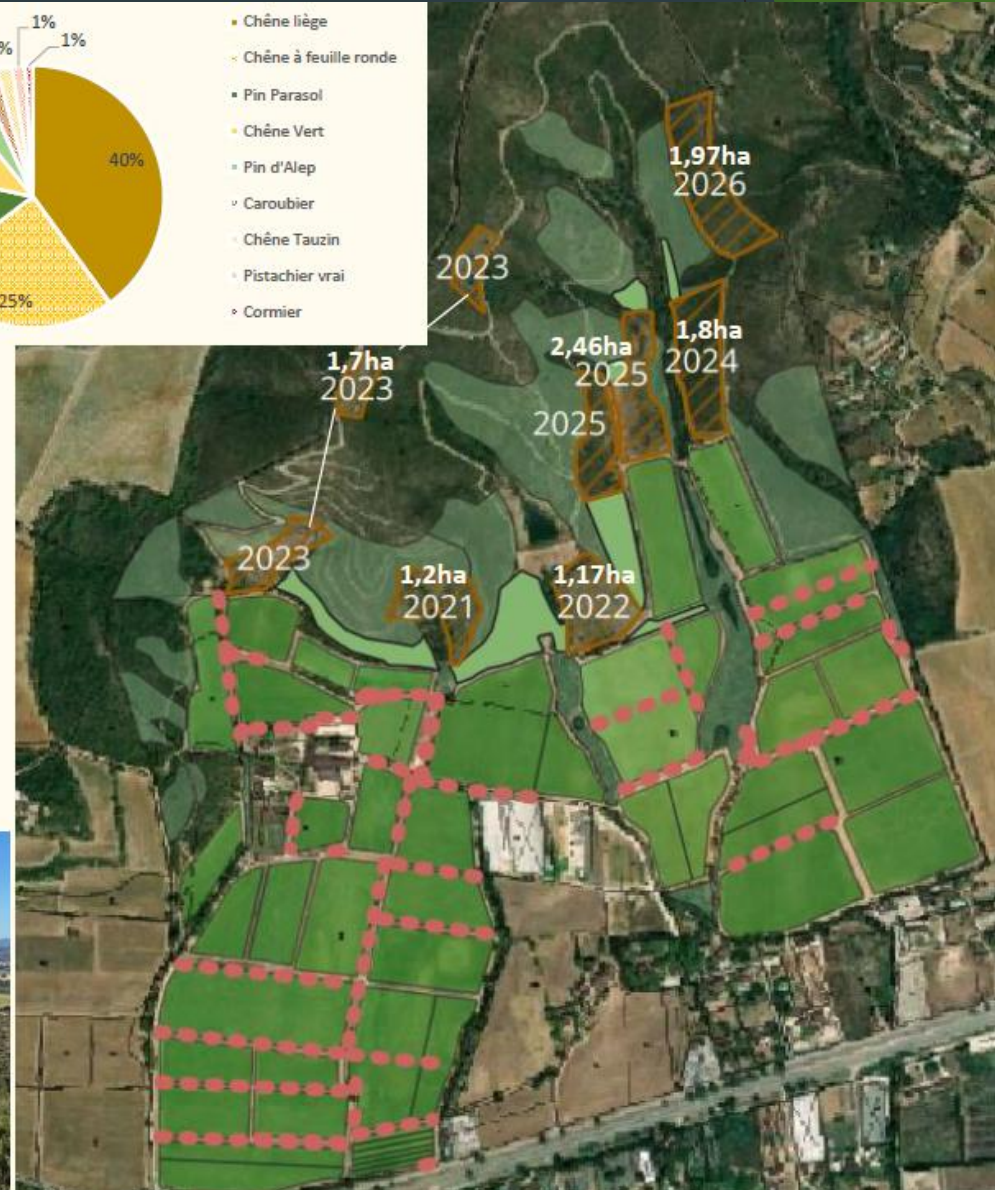 1%
%
1%
40%
25%
Chêne liège
Chêne à feuille ronde
Pin Parasol
Chêne Vert
Pin d'Alep
Caroubier
Chêne Tauzin
Pistachier vrai
Cormier
1,97ha
2026
2023
1,8ha
2024
2,46ha
2025
1,7ha
2023
2025
2023
1,2ha
2021
1,17ha
2022